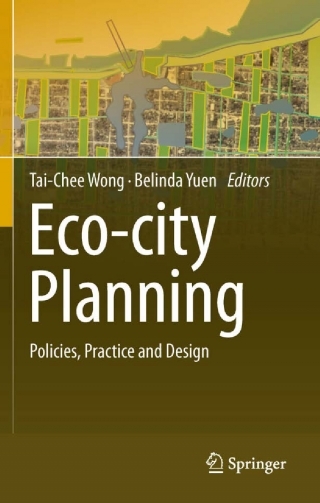 Tai-Chee Wong · Belinda Yuen Editors
Eco-city
Planning
Policies, Practice and Design
Springer